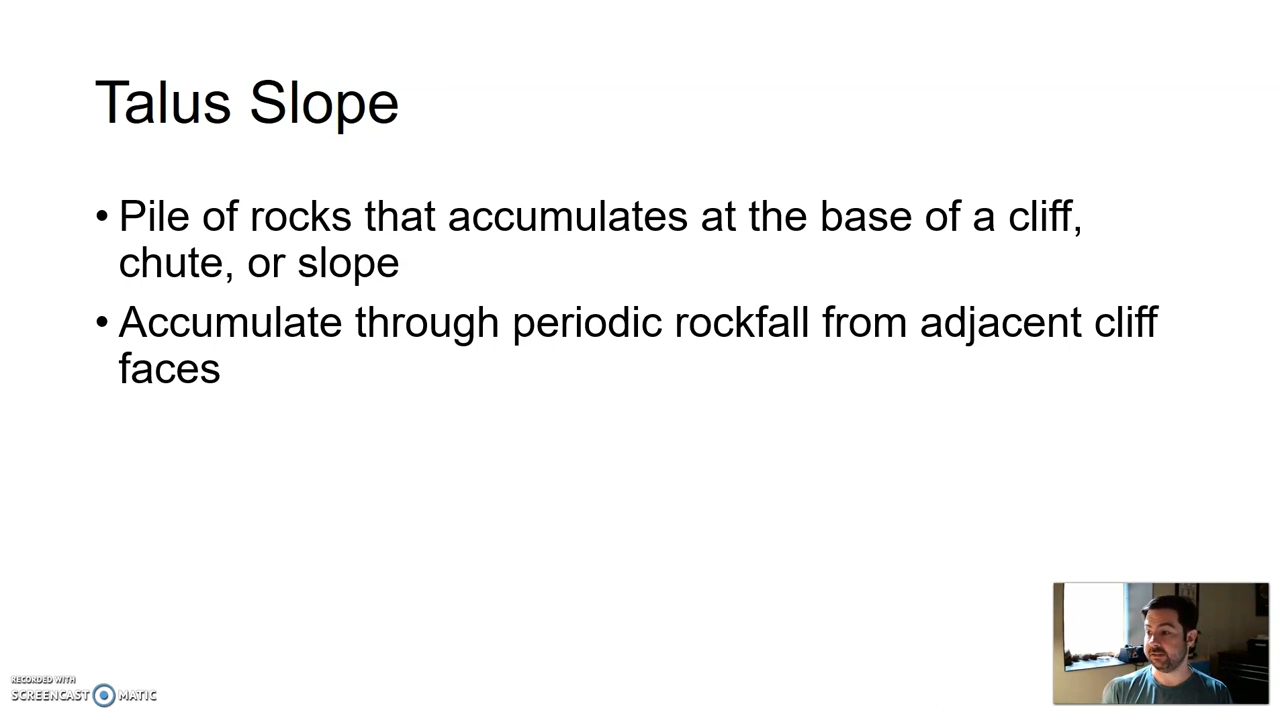 Talus Slope
• Pile of rocks that accumulates at the base of a cliff,
chute, or slope
• Accumulate through periodic rockfall from adjacent cliff
faces
RECORDED WITH
SCREENCAST MATIC